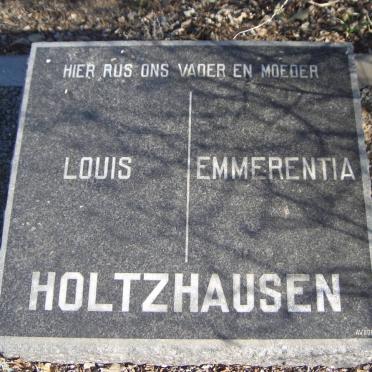 HIER RUS ONS VADER EN MOEDER
LOUIS
EMMERENTIA
HOLTZHAUSEN